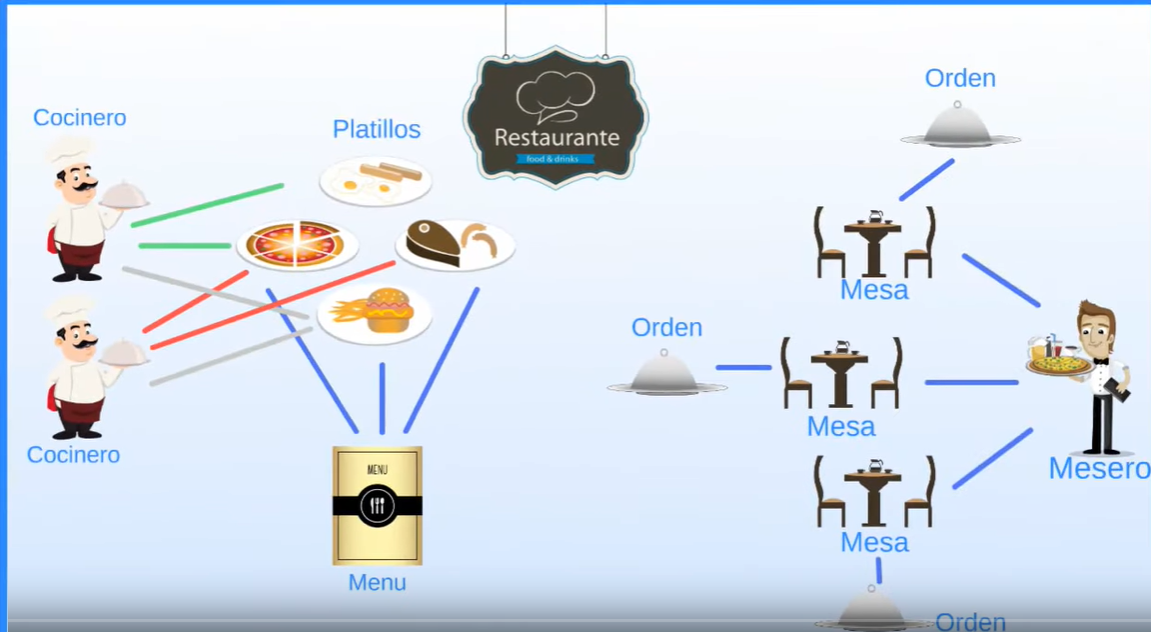 Cocinero
Platillos
Restaurante
food & drinks
Orden
Mesa
Orden
Mesa
Mesero
Cocinero
MENU
Menu
Mesa
Orden